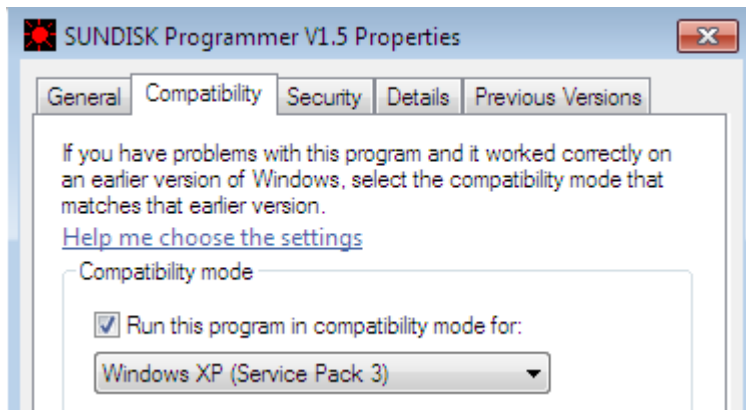 SUNDISK Programmer V1.5 Properties
General Compatibility Security Details Previous Versions
If you have problems with this program and it worked correctly on
an earlier version of Windows, select the compatibility mode that
matches that earlier version.
Help me choose the settings
Compatibility mode
Run this program in compatibility mode for:
Windows XP (Service Pack 3)